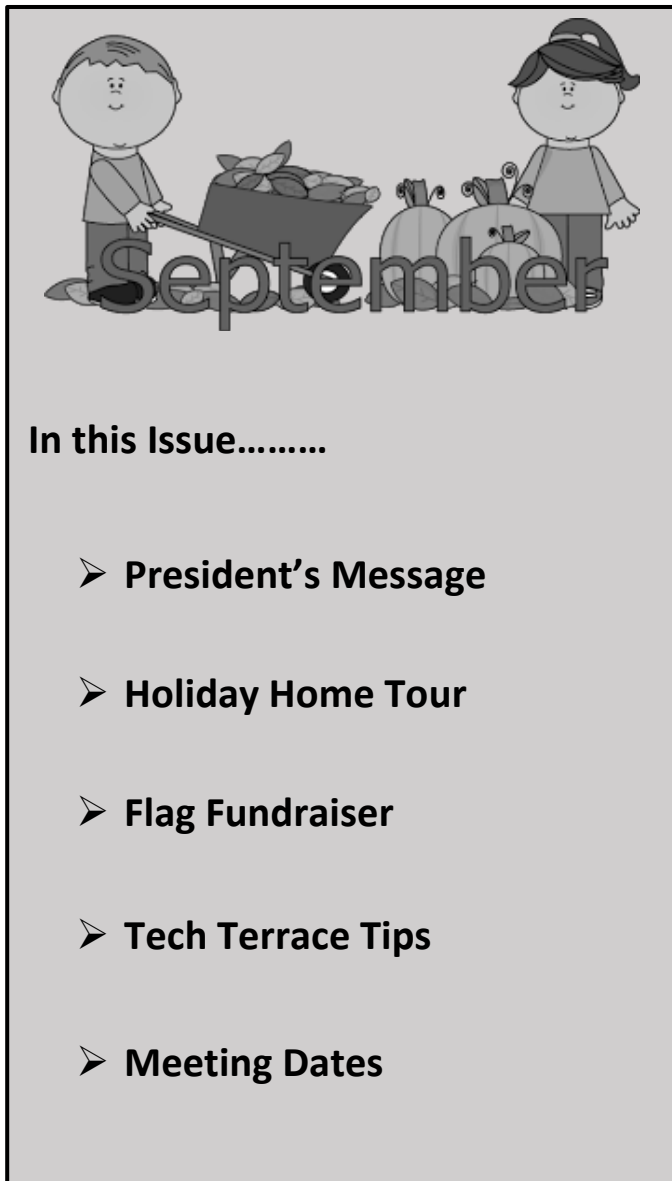 September
In this Issue.........
➢ President’s Message
➢ Holiday Home Tour
➢ Flag Fundraiser
➢ Tech Terrace Tips
➢ Meeting Dates